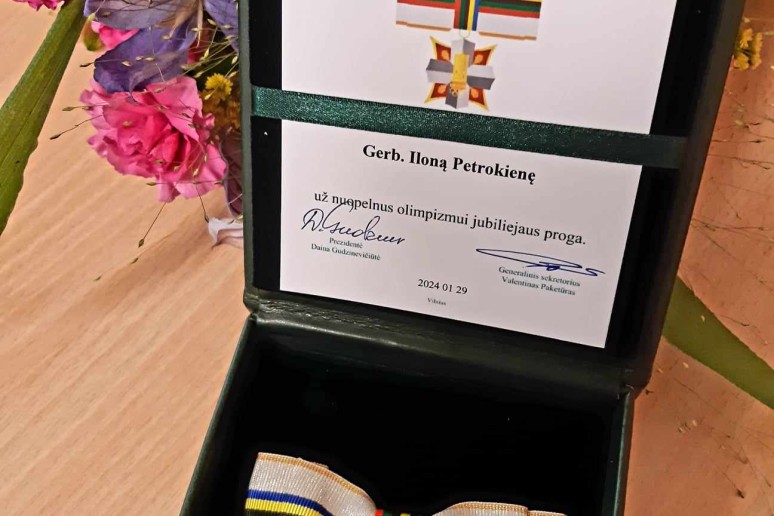 Gerb. Iloną Petrokienę
už nuopelnus olimpizmui jubiliejaus proga.
Prezidentė
Daina Gudzinevičiūtė
Generalinis sekretorius
Valentinas Paketūras
2024 01 29
Vilnius